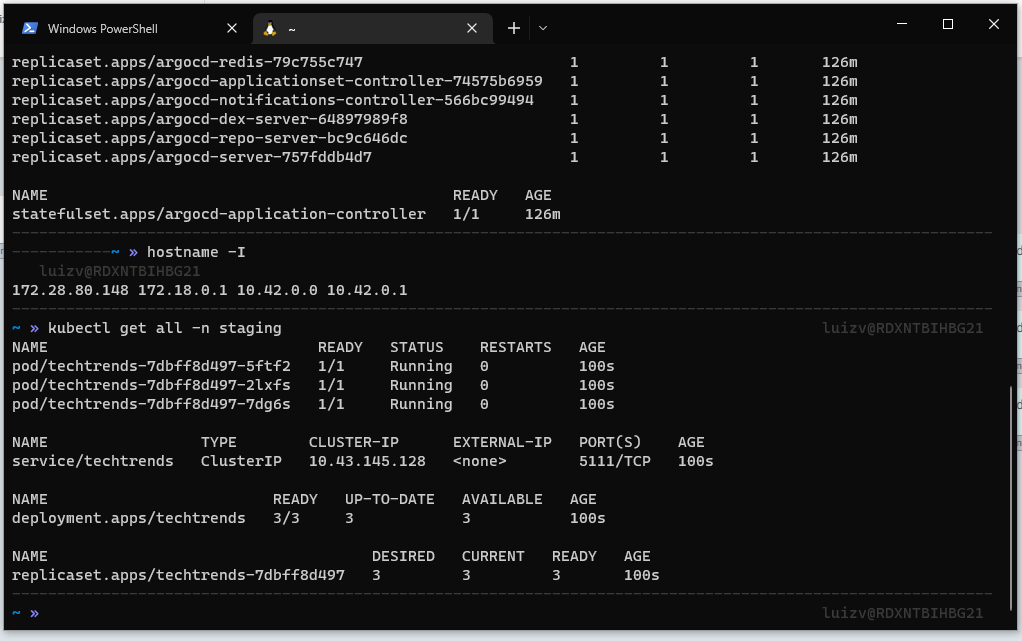 Windows PowerShell ~
replicaset.apps/argocd-redis-79c755c747 1 1 1 126m
replicaset.apps/argocd-applicationset-controller-74575b6959 1 1 1 126m
replicaset.apps/argocd-notifications-controller-566bc99494 1 1 1 126m
replicaset.apps/argocd-dex-server-64897989f8 1 1 1 126m
replicaset.apps/argocd-repo-server-bc9c646dc 1 1 1 126m
replicaset.apps/argocd-server-757fddb4d7 1 1 1 126m
NAME READY AGE
statefulset.apps/argocd-application-controller 1/1 126m
~ » hostname -I
luizv@RDXNTBIHBG21
172.28.80.148 172.18.0.1 10.42.0.0 10.42.0.1
~ » kubectl get all -n staging luizv@RDXNTBIHBG21
NAME READY STATUS RESTARTS AGE
pod/techtrends-7dbff8d497-5ftf2 1/1 Running 0 100s
pod/techtrends-7dbff8d497-2lxfs 1/1 Running 0 100s
pod/techtrends-7dbff8d497-7dg6s 1/1 Running 0 100s
NAME TYPE CLUSTER-IP EXTERNAL-IP PORT(S) AGE
service/techtrends ClusterIP 10.43.145.128 <none> 5111/TCP 100s
NAME READY UP-TO-DATE AVAILABLE AGE
deployment.apps/techtrends 3/3 3 3 100s
NAME DESIRED CURRENT READY AGE
replicaset.apps/techtrends-7dbff8d497 3 3 3 100s
~ » luizv@RDXNTBIHBG21